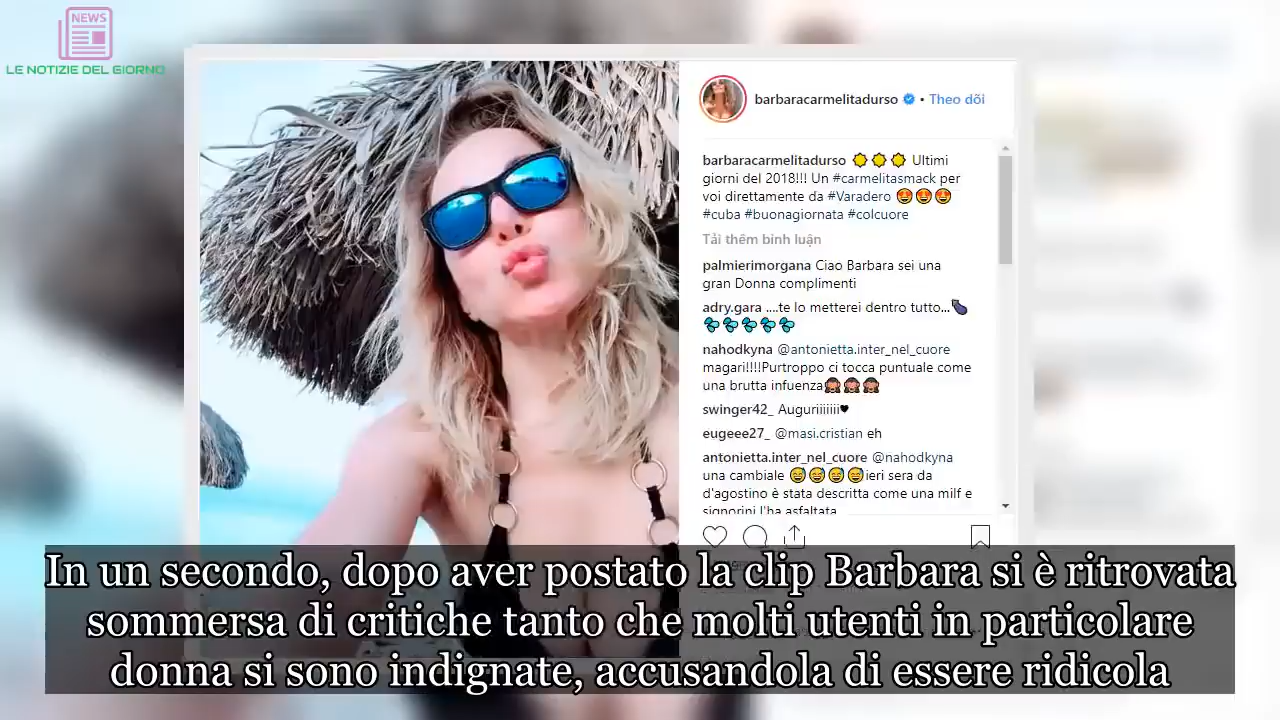 NEWS
LE NOTIZIE DEL GIORNO
barbaracarmelitadurso • Theo dõi
barbaracarmelitadurso Ultimi
giorni del 2018!!! Un #carmelitasmack per
voi direttamente da #Varadero
#cuba #buonagiornata #colcuore
Tải thêm bình luận
palmierimorgana Ciao Barbara sei una
gran Donna complimenti
adry.gara ....te lo metterei dentro tutto...
nahodkyna @antonietta.inter_nel_cuore
magari!!!!Purtroppo ci tocca puntuale come
una brutta infuenza
swinger42_ Auguriiiiiii♥
eugeee27_ @masi.cristian eh
antonietta.inter_nel_cuore @nahodkyna
una cambiale ieri sera da
d'agostino è stata descritta come una milf e
signorini l'ha asfaltata
In un secondo, dopo aver postato la clip Barbara si è ritrovata
sommersa di critiche tanto che molti utenti in particolare
donna si sono indignate, accusandola di essere ridicola